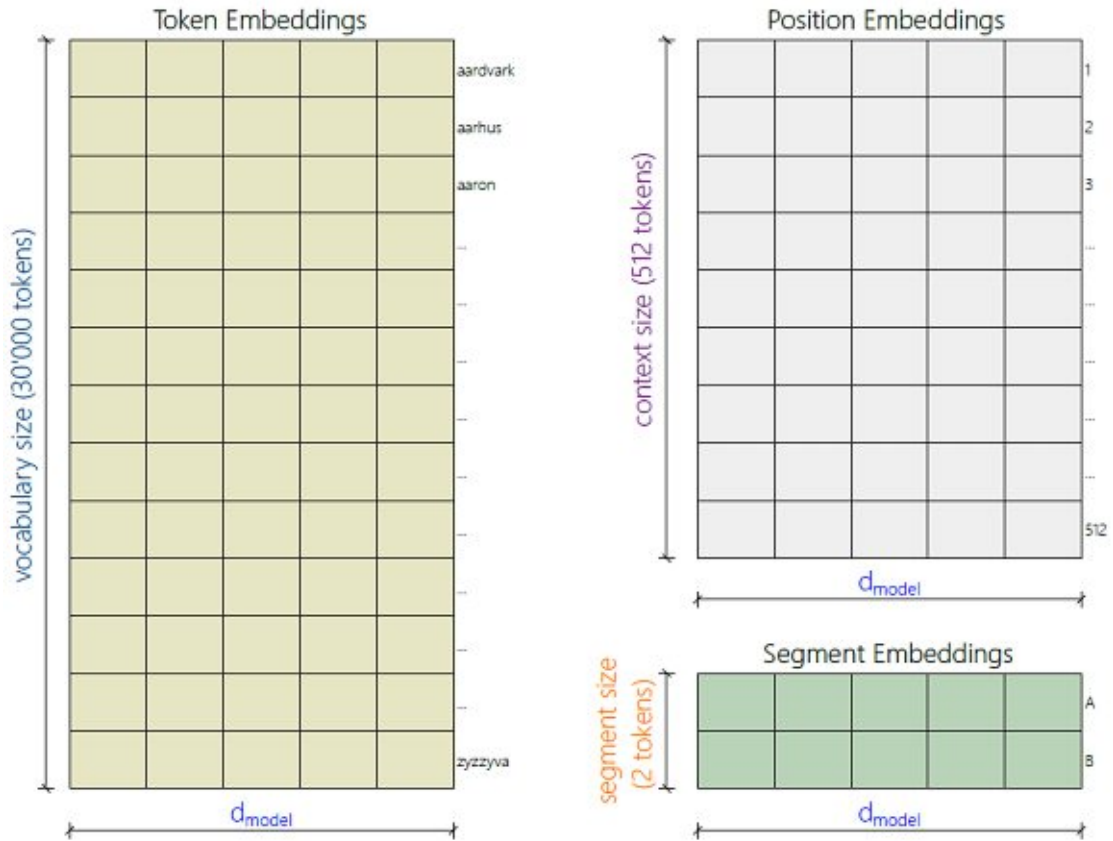 Token Embeddings
vocabulary size (30'000 tokens)
aardvark
aarhus
aaron
...
...
...
...
...
...
...
...
...
zyzzyva
d_model
Position Embeddings
context size (512 tokens)
1
2
3
...
...
...
...
...
512
d_model
Segment Embeddings
segment size
(2 tokens)
A
B
d_model